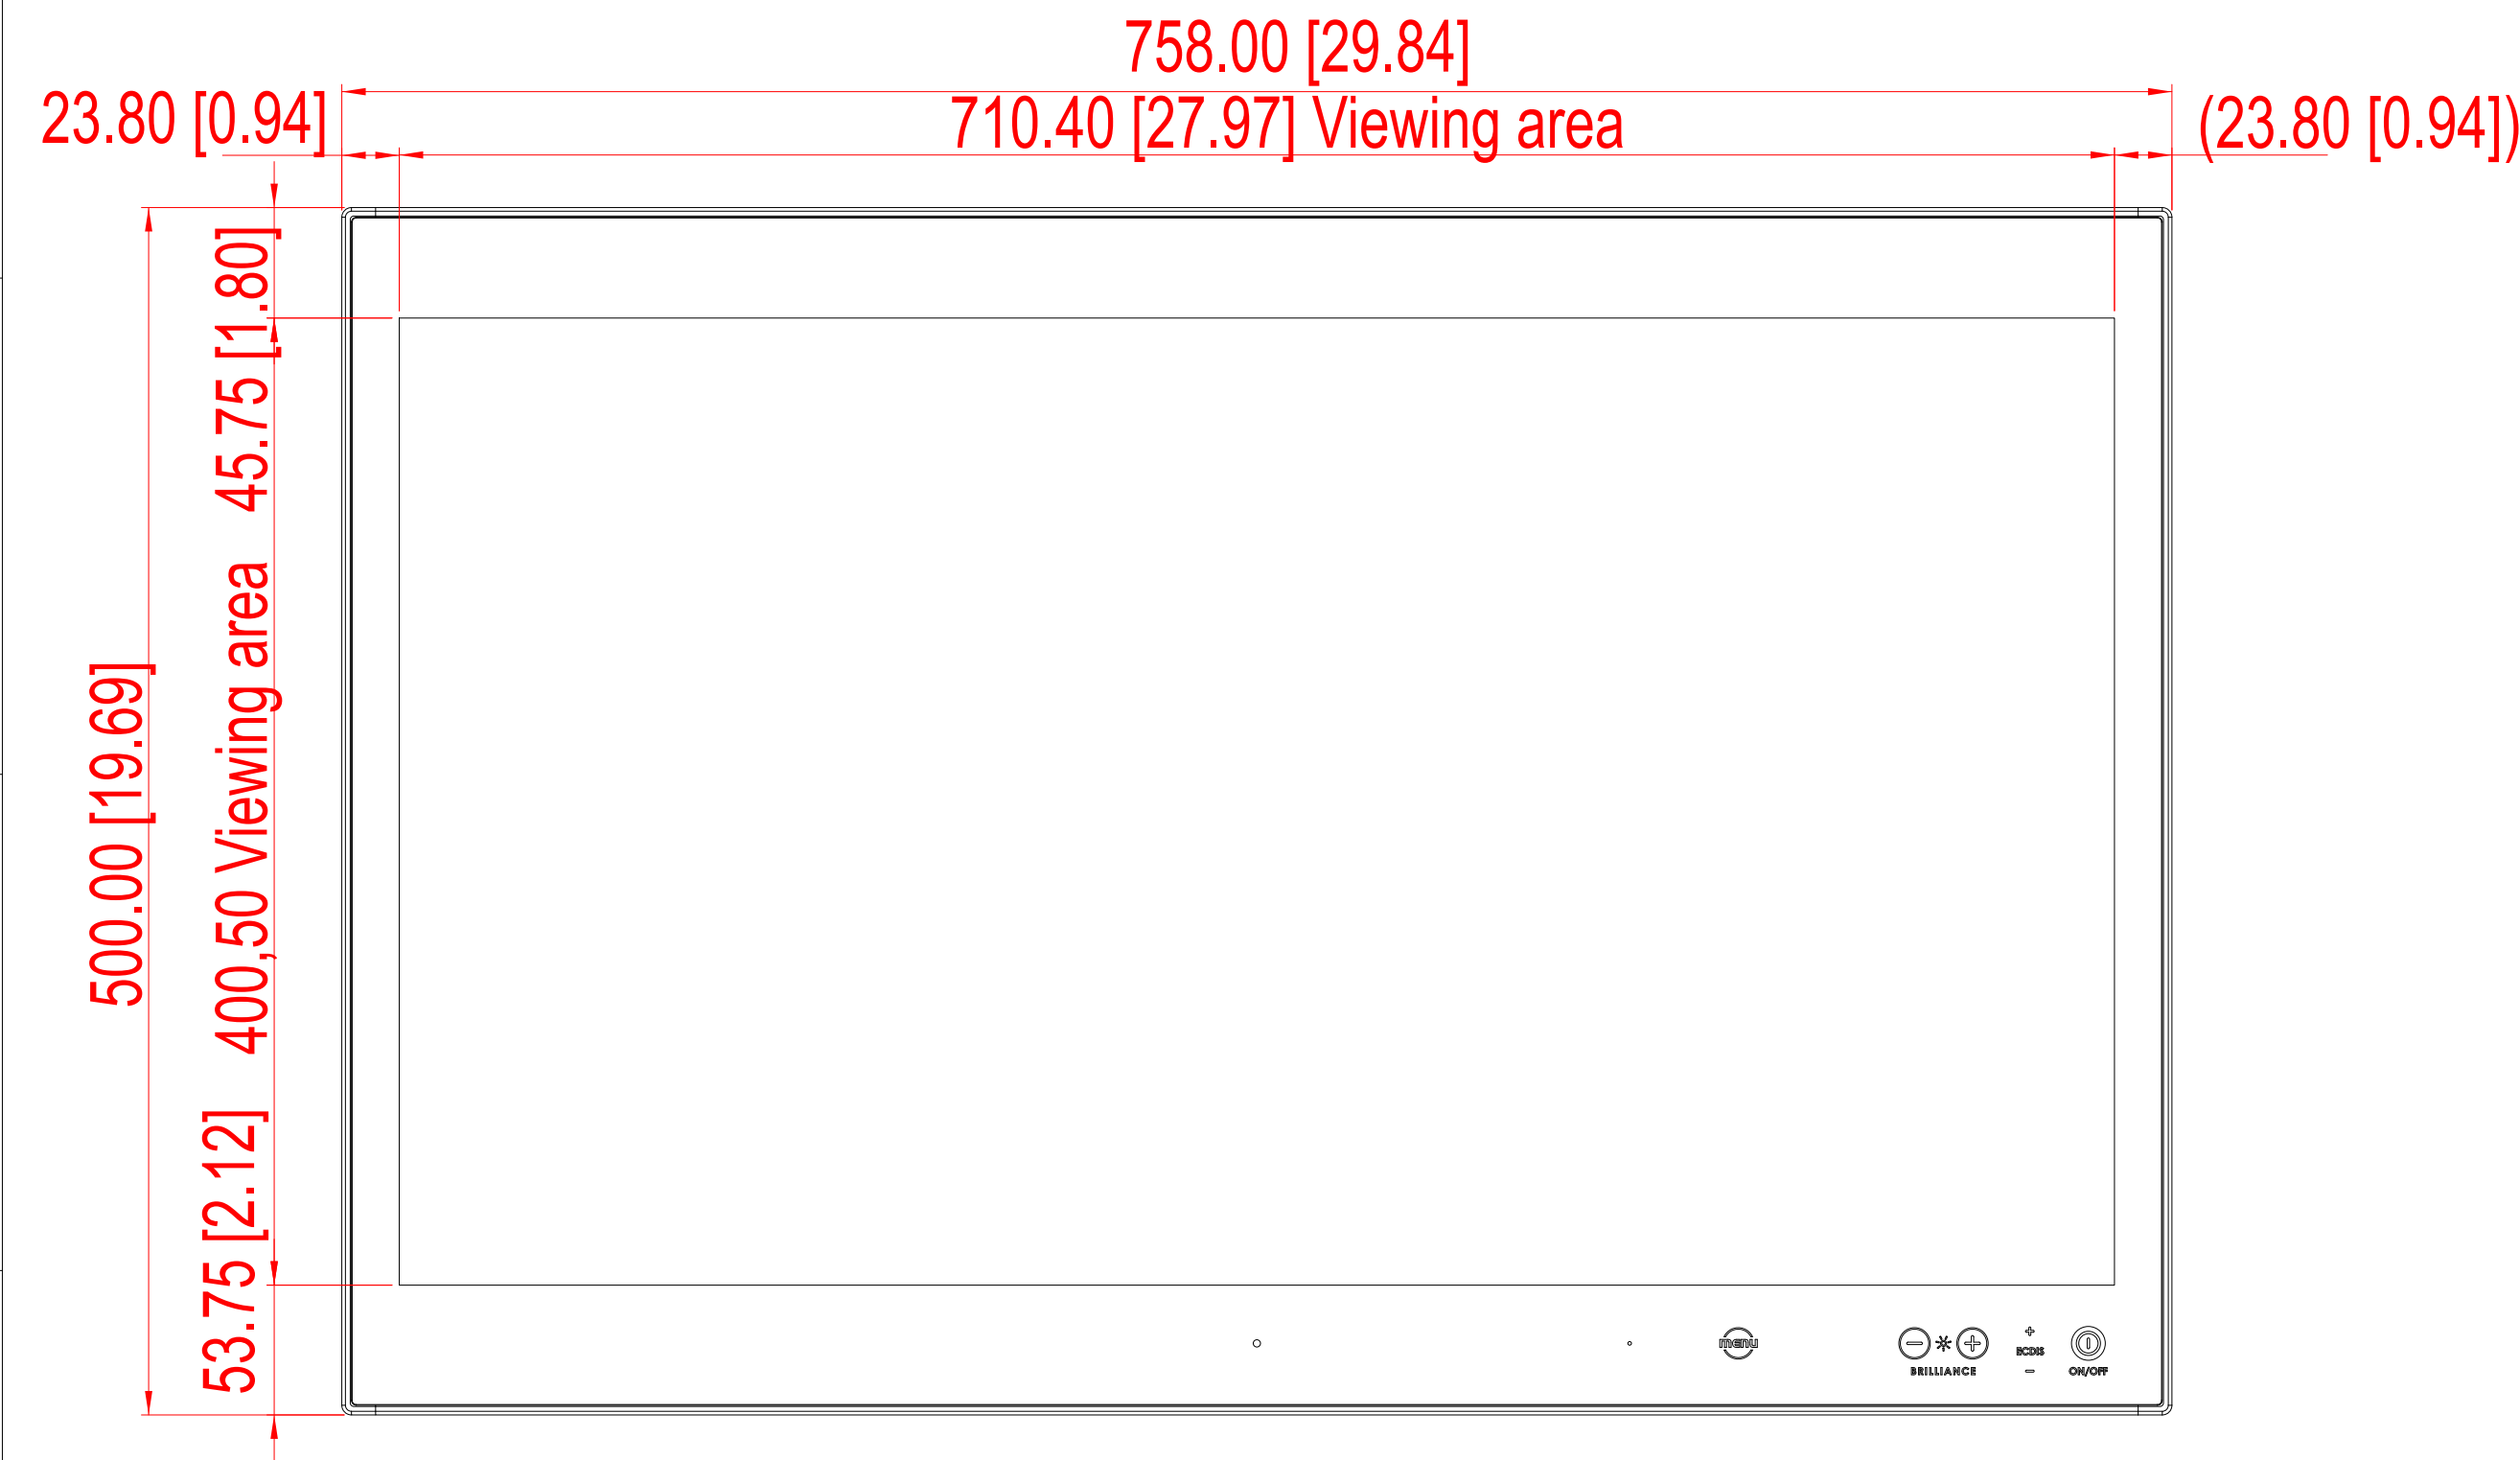 758.00 [29.84]
23.80 [0.94]
710.40 [27.97] Viewing area
(23.80 [0.94])
45.75 [1.80]
500.00 [19.69]
400,50 Viewing area
53.75 [2.12]
menu
BRILLIANCE
+
ECDIS
-
ON/OFF